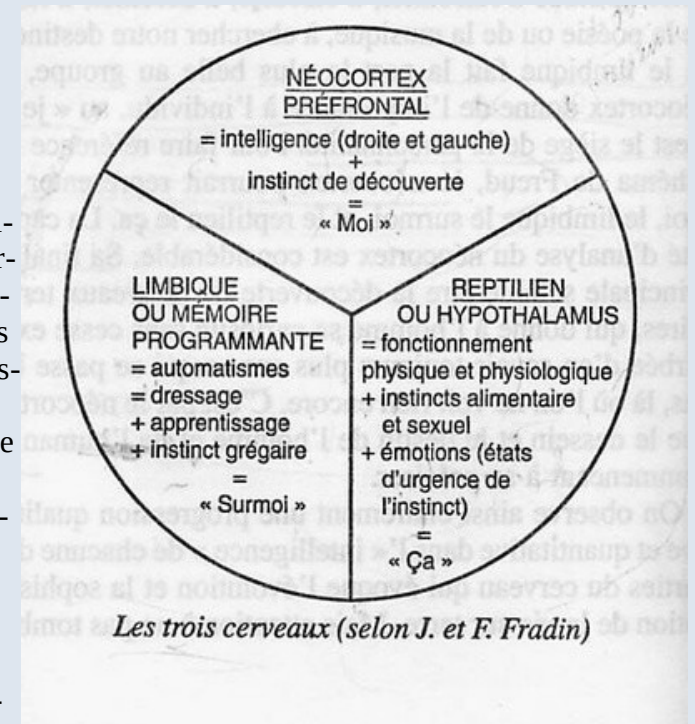 NÉOCORTEX
PRÉFRONTAL
= intelligence (droite et gauche)
+
instinct de découverte
=
« Moi »
LIMBIQUE
OU MÉMOIRE
PROGRAMMANTE
= automatismes
= dressage
+ apprentissage
+ instinct grégaire
=
« Surmoi »
REPTILIEN
OU HYPOTHALAMUS
= fonctionnement
physique et physiologique
+ instincts alimentaire
et sexuel
+ émotions (états
d'urgence de
l'instinct)
=
« Ça »
Les trois cerveaux (selon J. et F. Fradin)